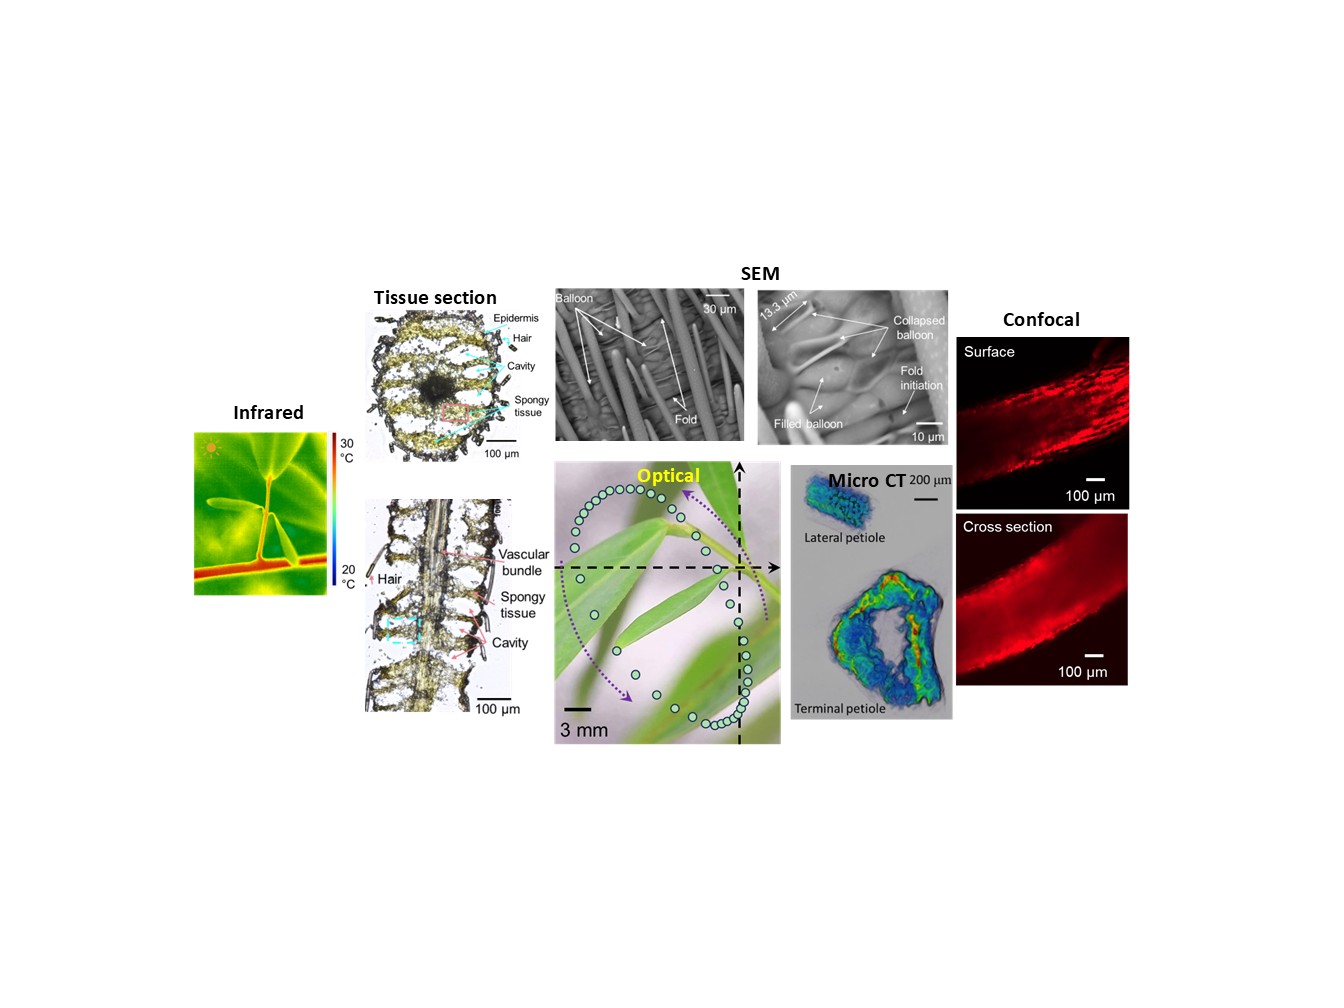 Infrared
30
°C
20
°C
Tissue section
Epidermis
Hair
Cavity
Spongy
tissue
100 μm
Hair
Vascular
bundle
Spongy
tissue
Cavity
100 μm
SEM
Balloon
30 μm
Fold
13.3 μm
Collapsed
balloon
Fold
initiation
Filled balloon
10 μm
Optical
3 mm
Micro CT
200 μm
Lateral petiole
Terminal petiole
Confocal
Surface
100 μm
Cross section
100 μm